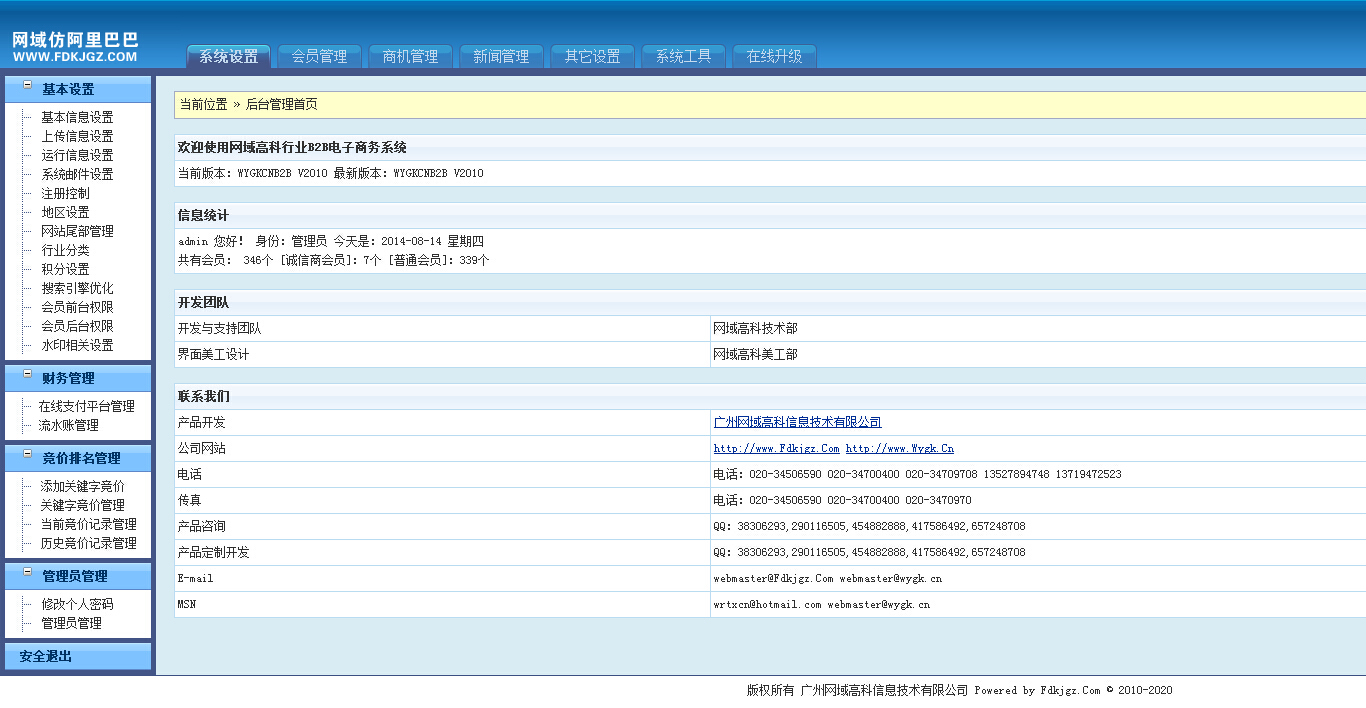 网域仿阿里巴巴
WWW.FDKJGZ.COM
系统设置 会员管理 商机管理 新闻管理 其它设置 系统工具 在线升级
基本设置
基本信息设置
上传信息设置
运行信息设置
系统邮件设置
注册控制
地区设置
网站尾部管理
行业分类
积分设置
搜索引擎优化
会员前台权限
会员后台权限
水印相关设置
财务管理
在线支付平台管理
流水账管理
竞价排名管理
添加关键字竞价
关键字竞价管理
当前竞价记录管理
历史竞价记录管理
管理员管理
修改个人密码
管理员管理
安全退出
当前位置 » 后台管理首页
欢迎使用网域高科行业B2B电子商务系统
当前版本: WYGKCNB2B V2010 最新版本: WYGKCNB2B V2010
信息统计
admin 您好! 身份: 管理员 今天是: 2014-08-14 星期四
共有会员: 346个 [诚信商会员]: 7个 [普通会员]: 339个
开发团队
开发与支持团队 网域高科技术部
界面美工设计 网域高科美工部
联系我们
产品开发 广州网域高科信息技术有限公司
公司网站 http://www.Fdkjgz.Com http://www.Wygk.Cn
电话 电话: 020-34506590 020-34700400 020-34709708 13527894748 13719472523
传真 电话: 020-34506590 020-34700400 020-3470970
产品咨询 QQ: 38306293,290116505,454882888,417586492,657248708
产品定制开发 QQ: 38306293,290116505,454882888,417586492,657248708
E-mail webmaster@Fdkjgz.Com webmaster@wygk.cn
MSN wrtxcn@hotmail.com webmaster@wygk.cn
版权所有 广州网域高科信息技术有限公司 Powered by Fdkjgz.Com © 2010-2020